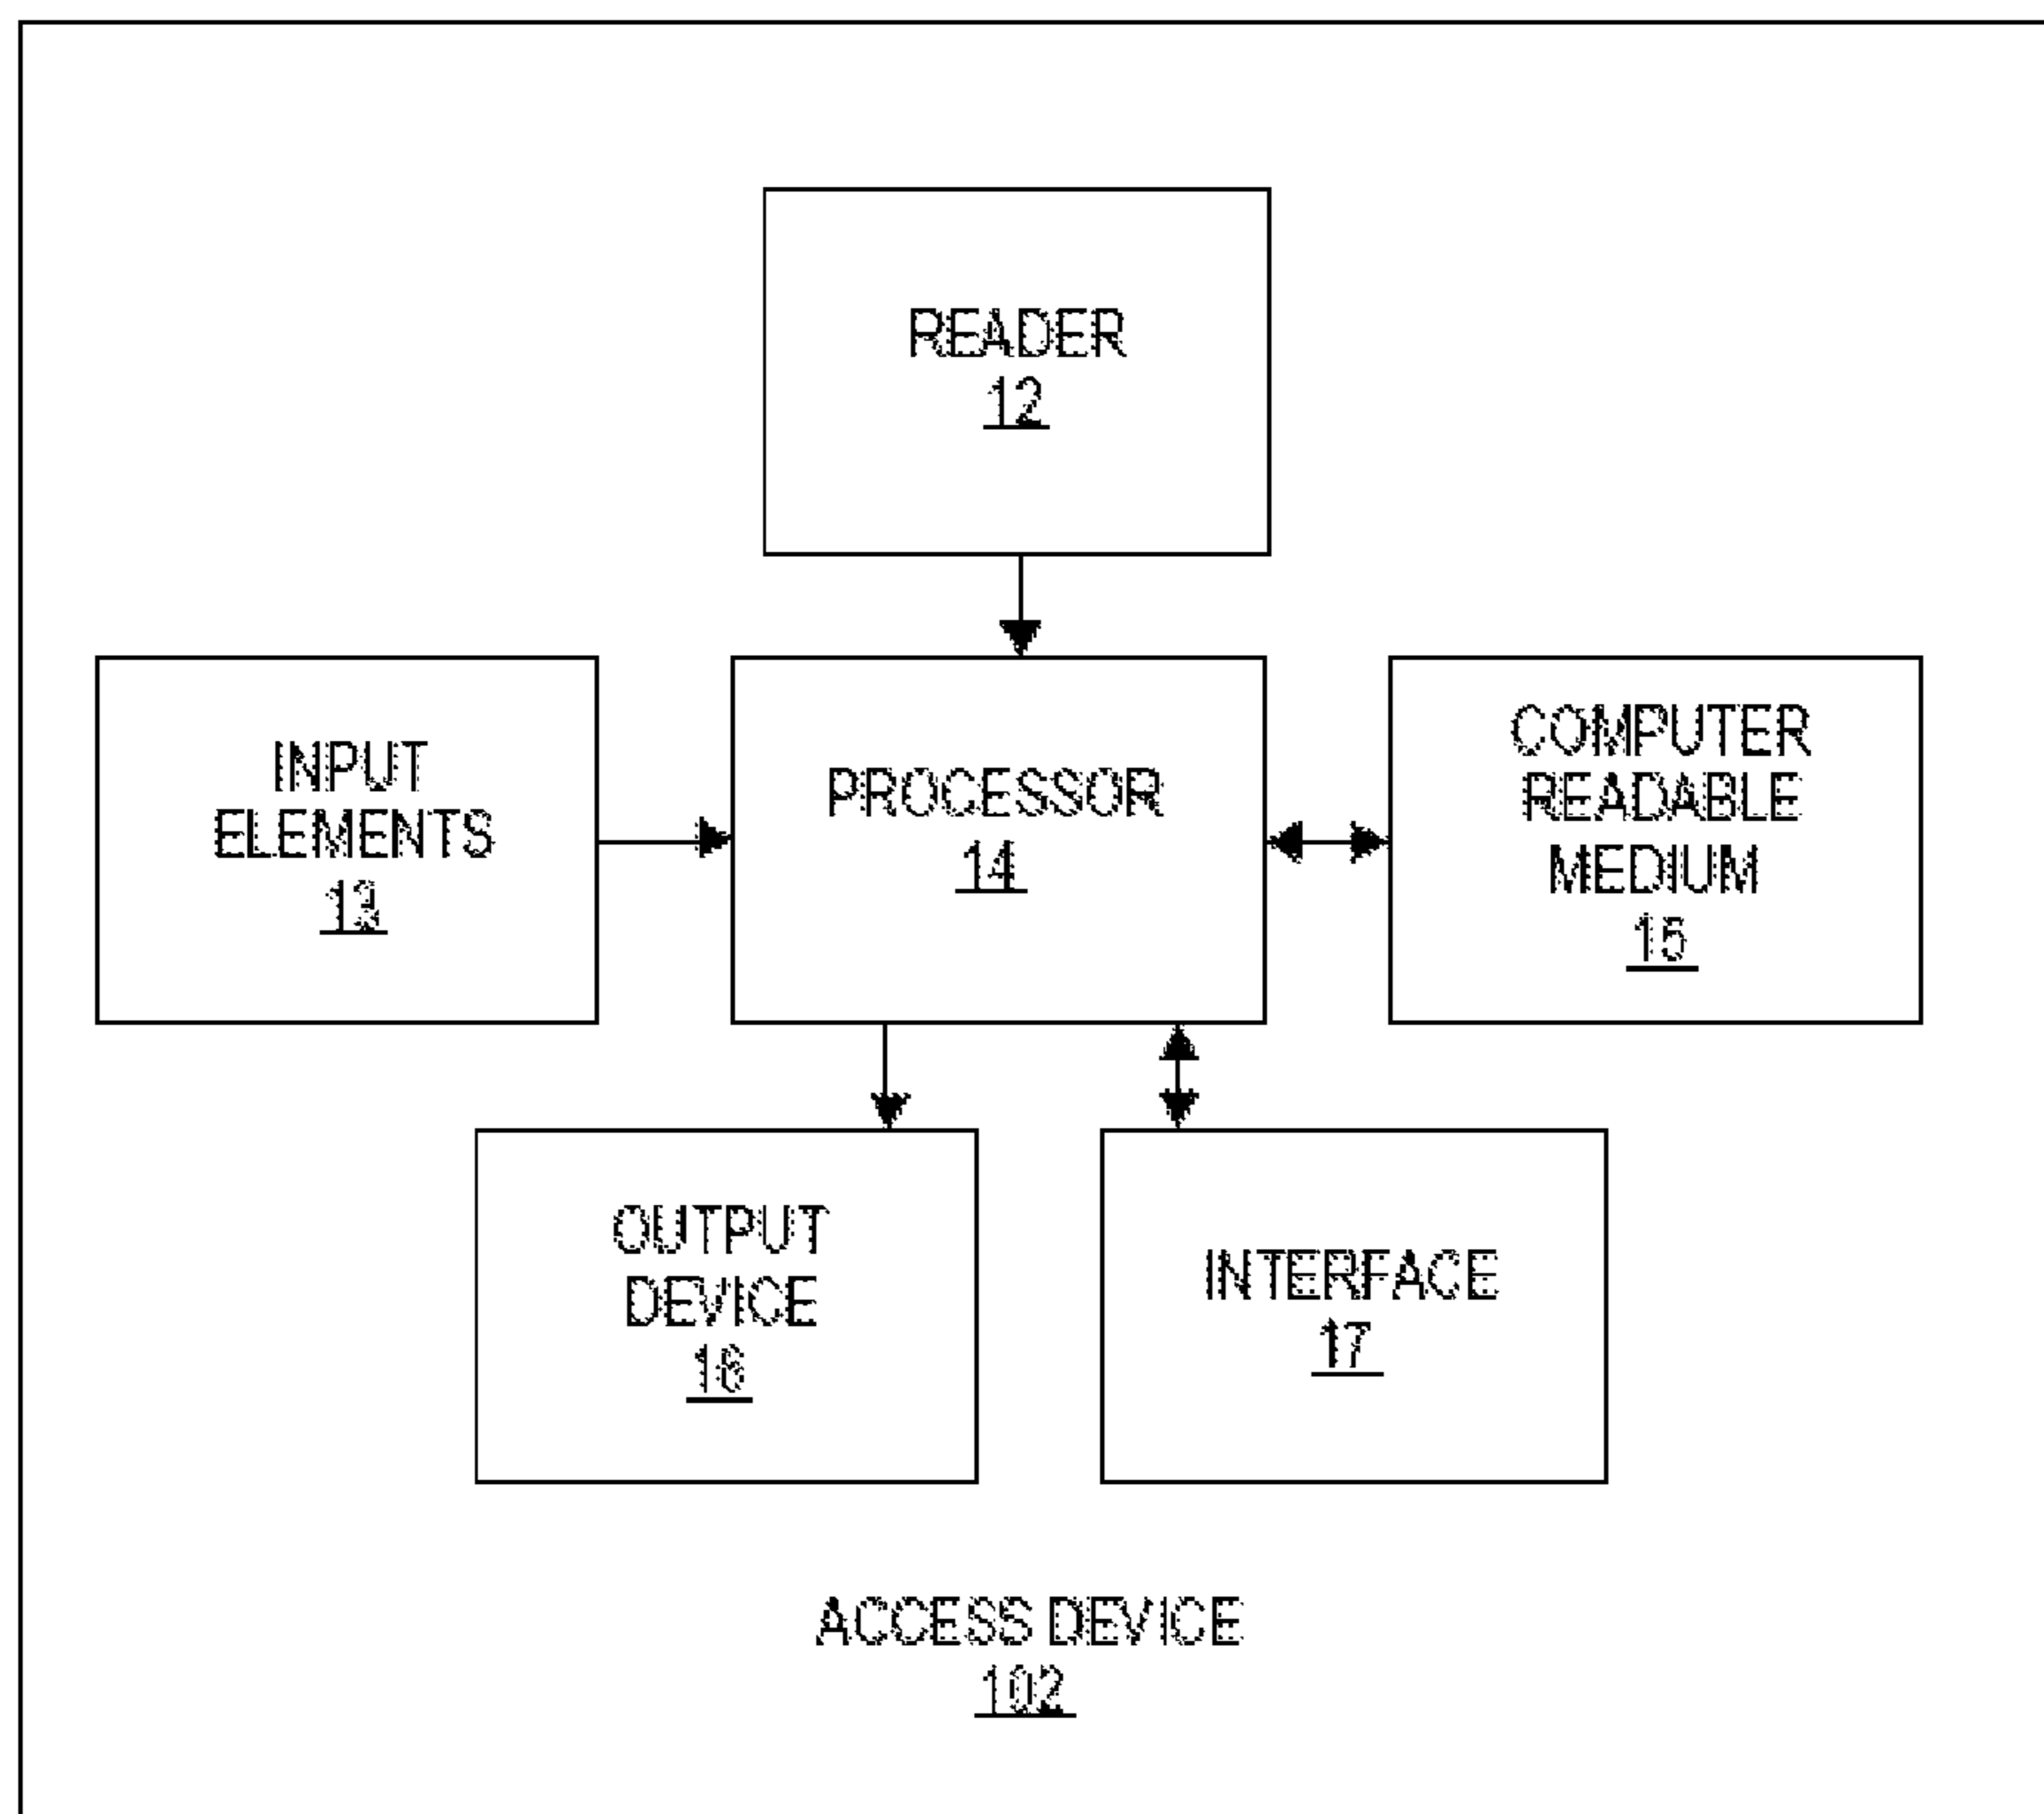 READER
12
INPUT
ELEMENTS
13
PROCESSOR
14
COMPUTER
READABLE
MEDIUM
15
OUTPUT
DEVICE
16
INTERFACE
17
ACCESS DEVICE
102